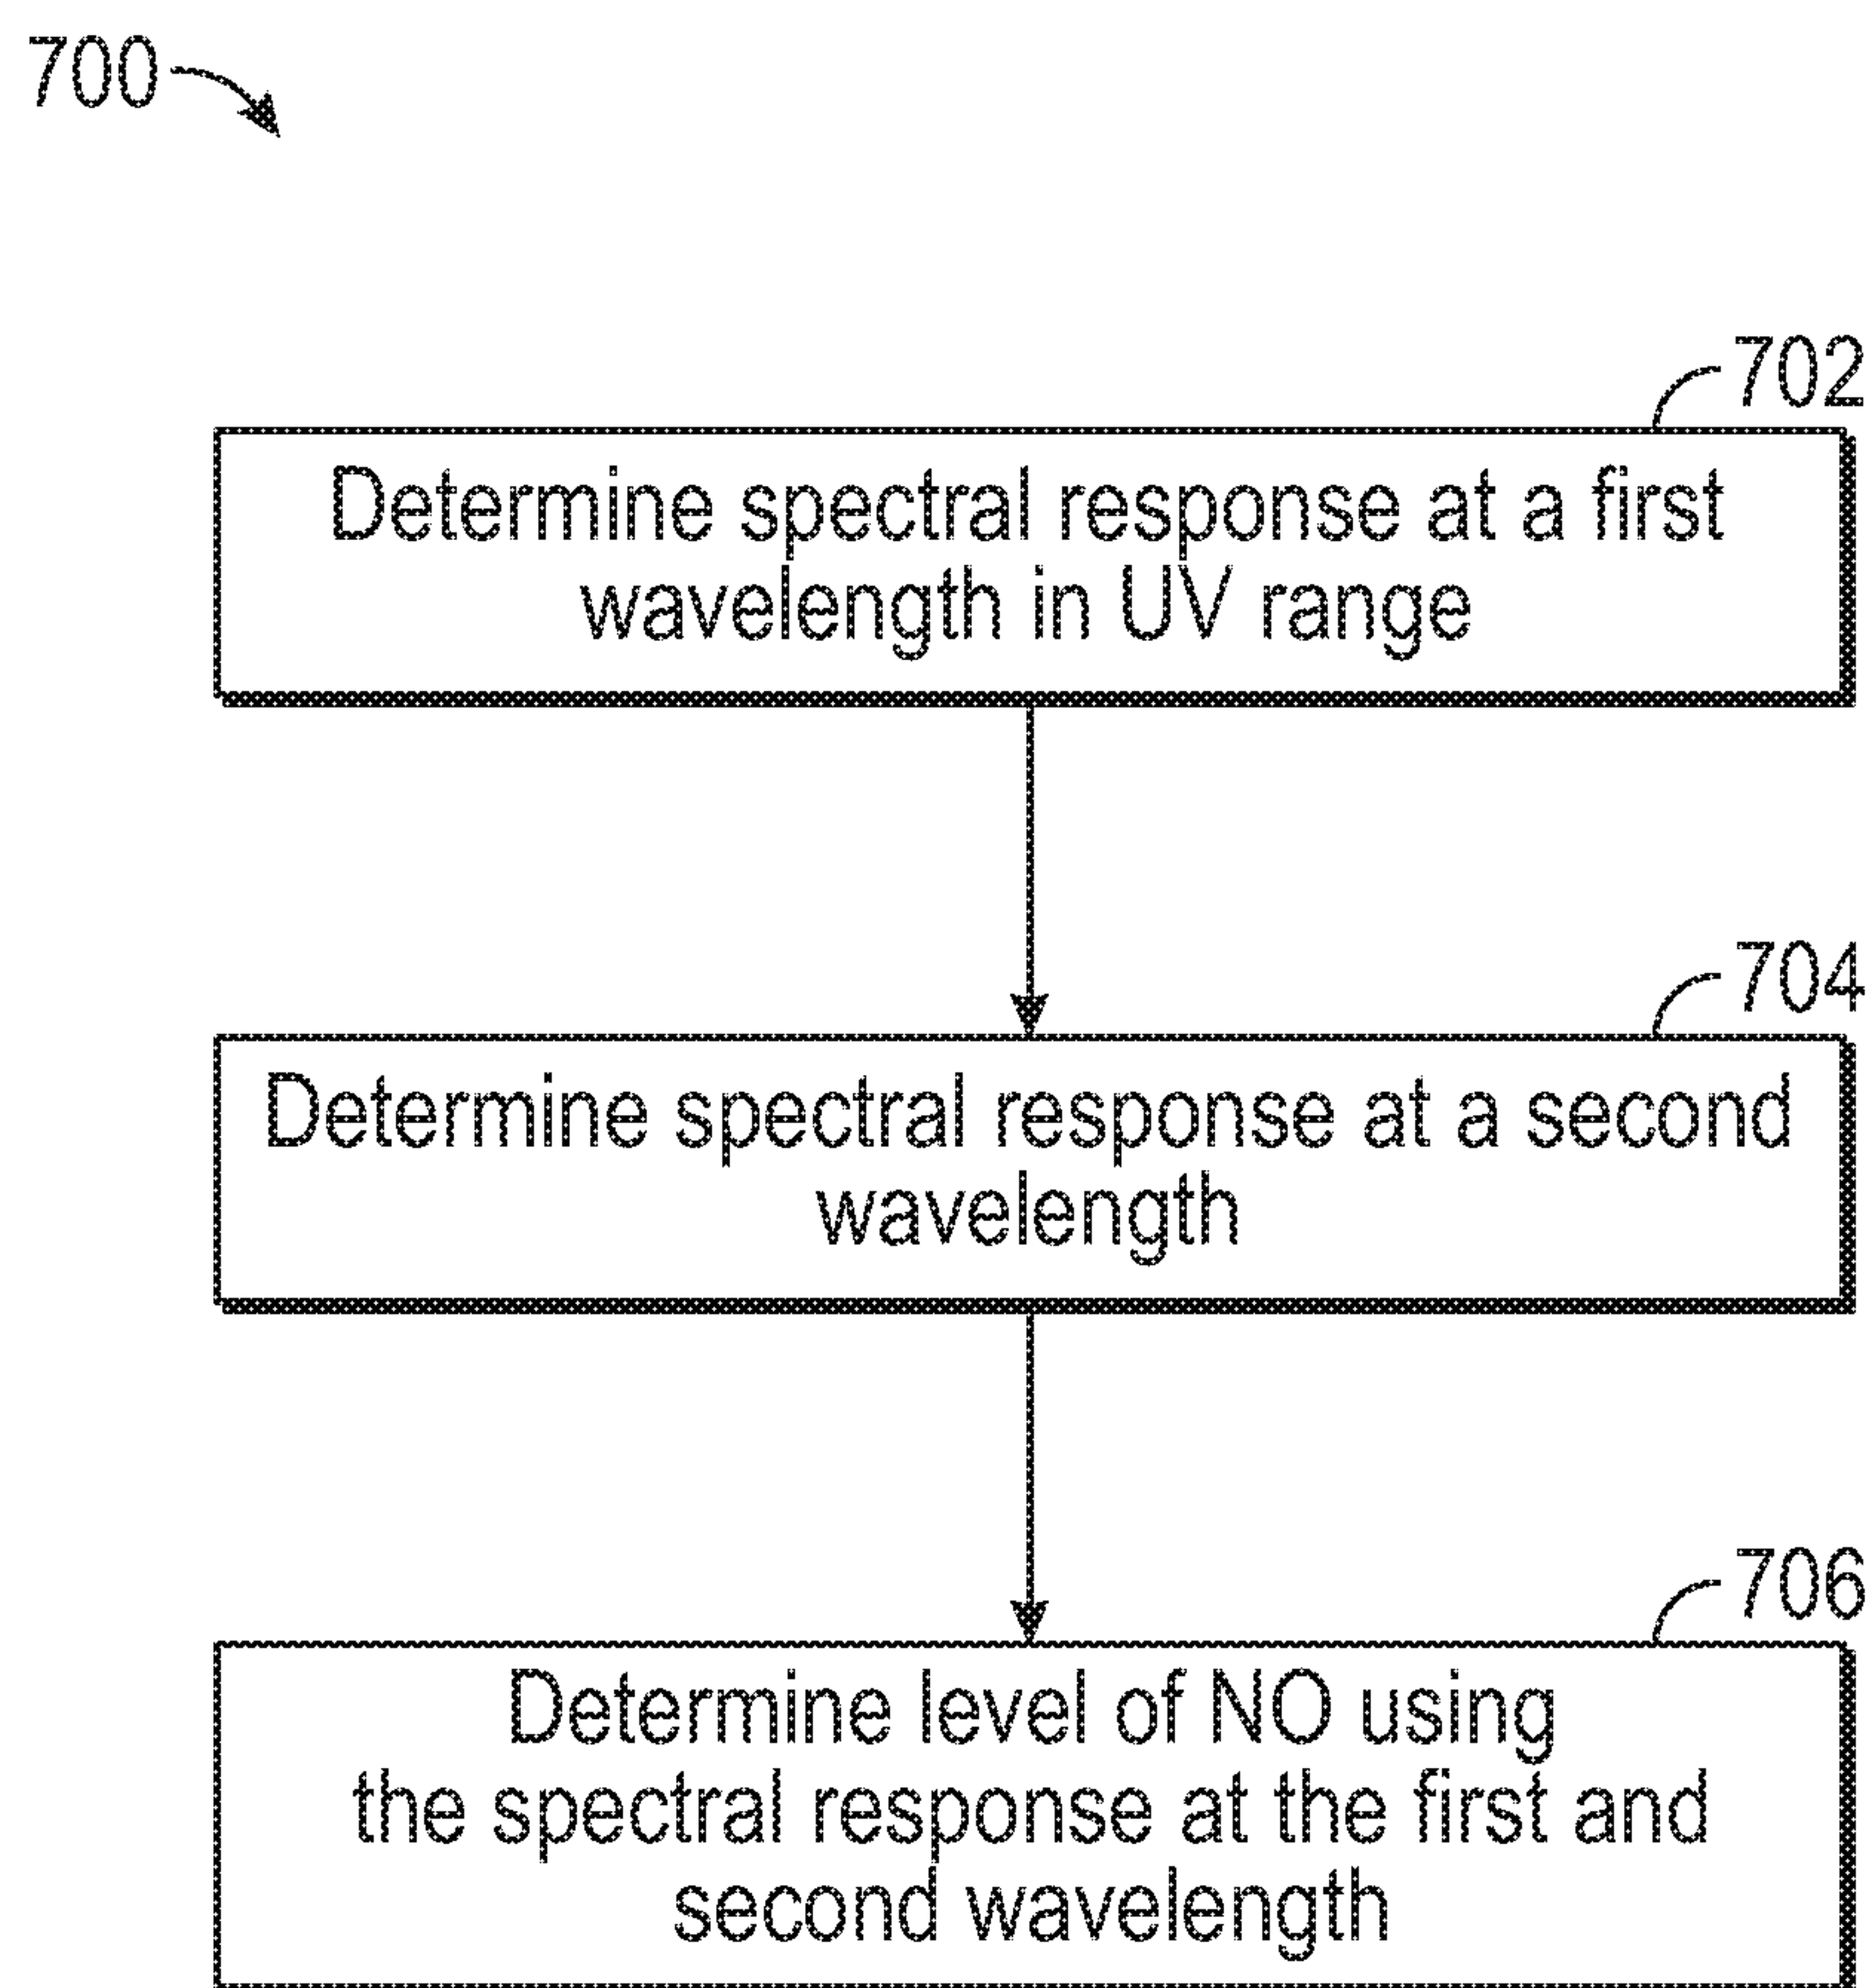 700
702
Determine spectral response at a first
wavelength in UV range
704
Determine spectral response at a second
wavelength
706
Determine level of NO using
the spectral response at the first and
second wavelength